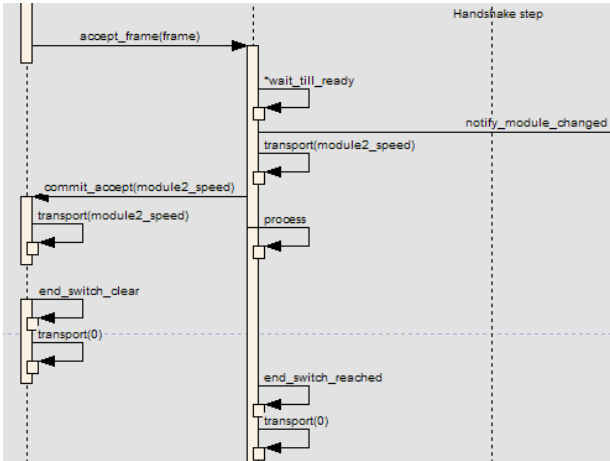 Handshake step
accept_frame(frame)
*wait_till_ready
notify_module_changed
transport(module2_speed)
commit_accept(module2_speed)
transport(module2_speed)
process
end_switch_clear
transport(0)
end_switch_reached
transport(0)